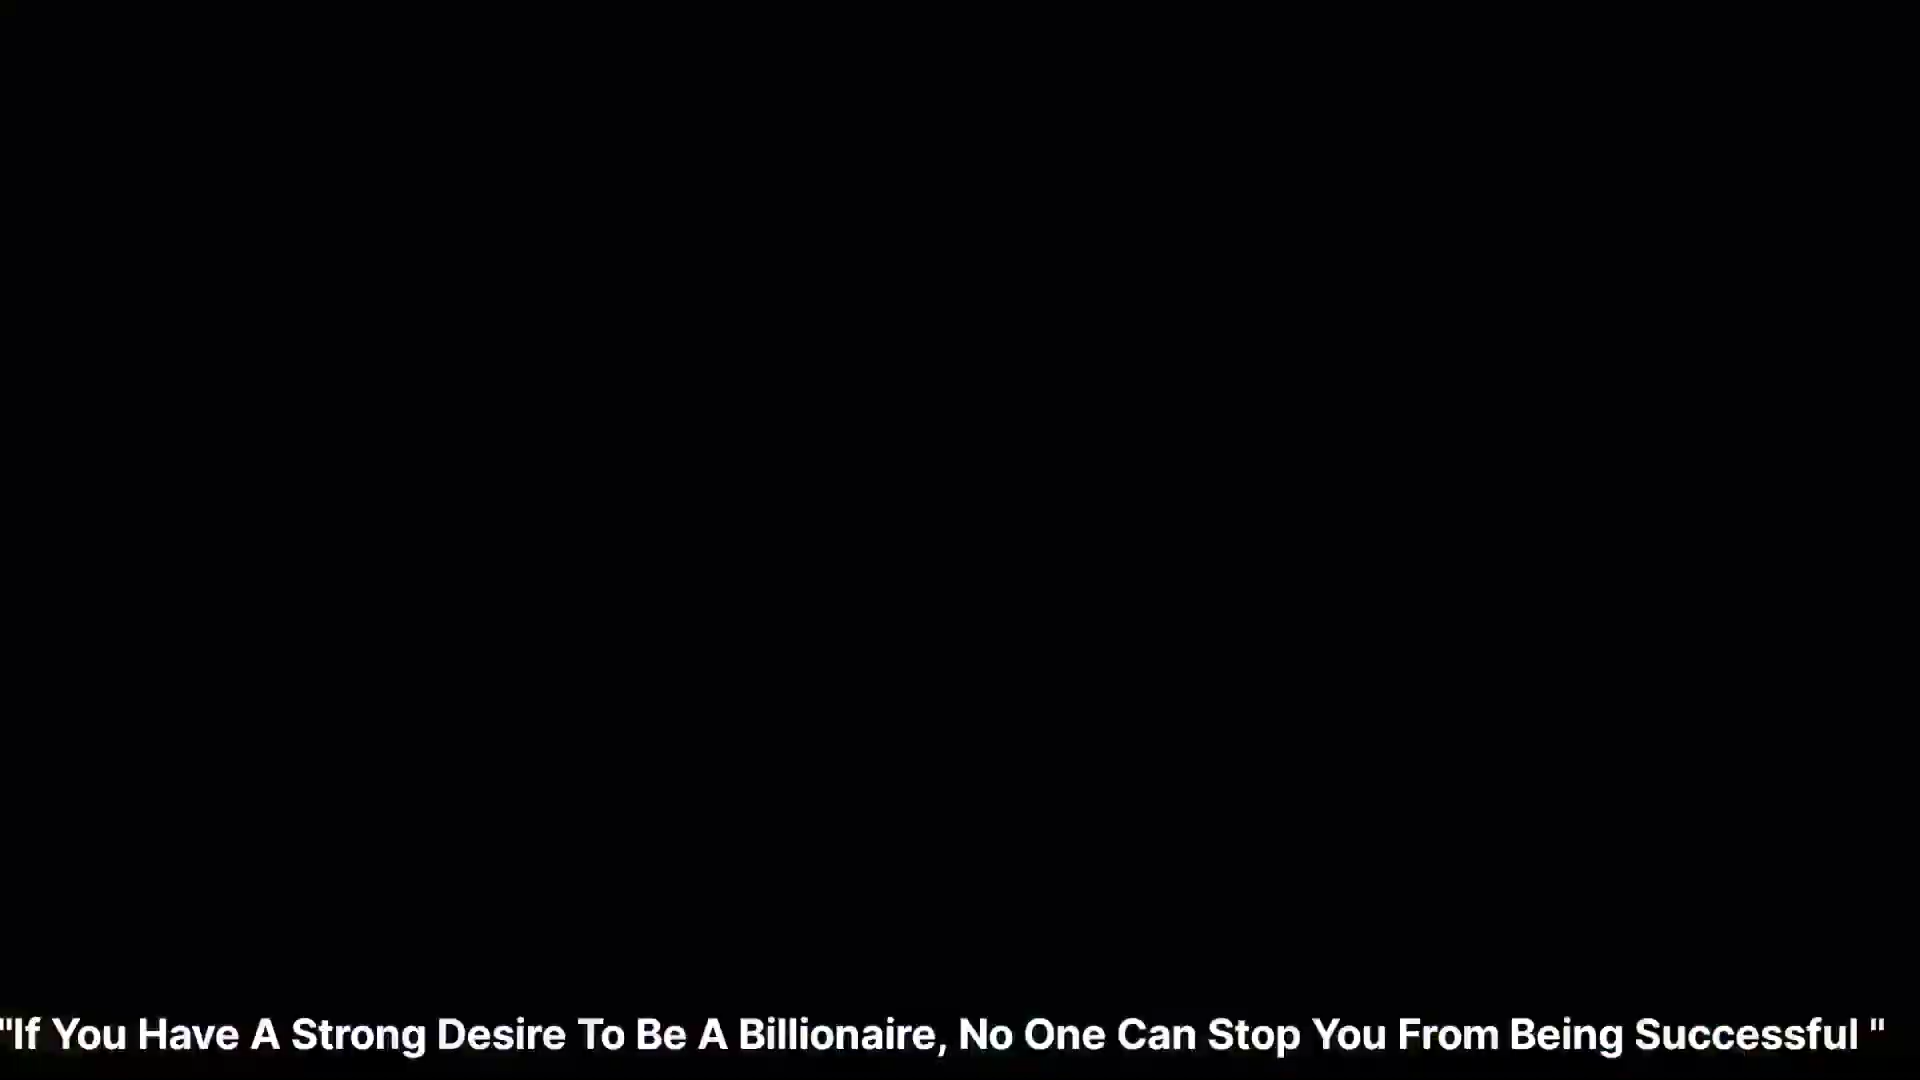 "If You Have A Strong Desire To Be A Billionaire, No One Can Stop You From Being Successful "